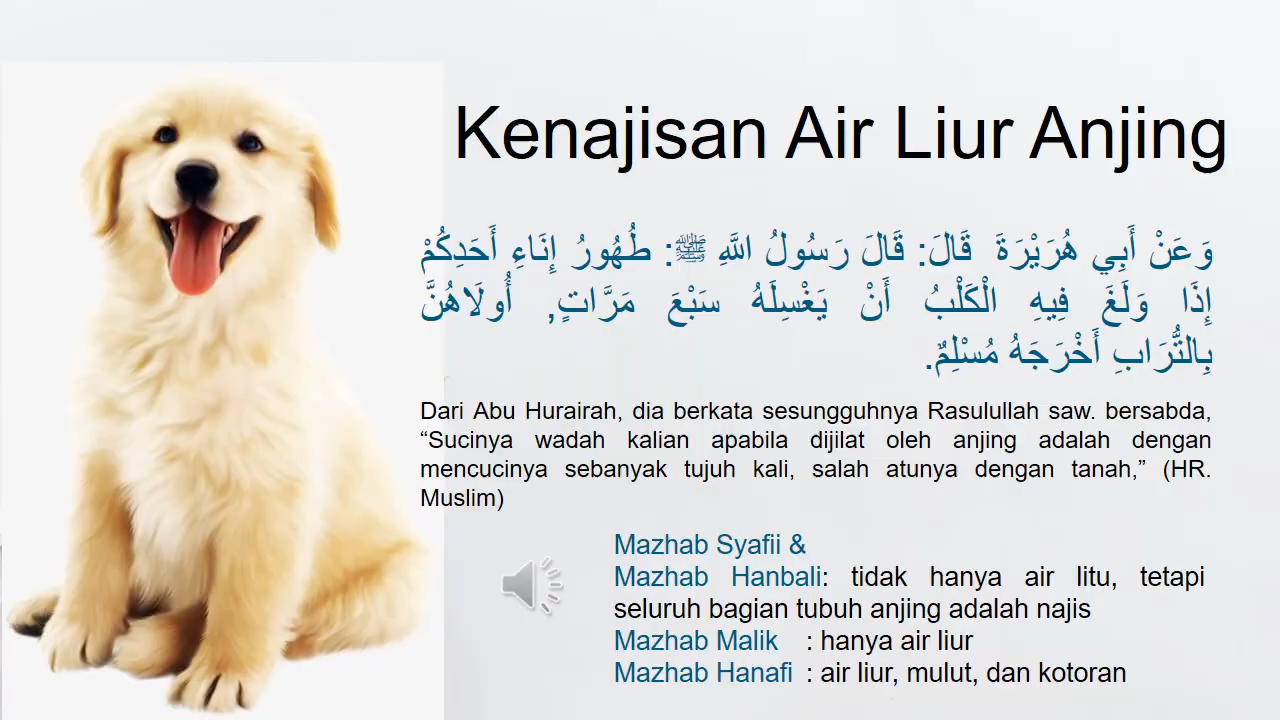 Kenajisan Air Liur Anjing
وَعَنْ أَبِي هُرَيْرَةَ قَالَ: قَالَ رَسُولُ اللَّهِ ﷺ: طُهُورُ إِنَاءِ أَحَدِكُمْ
إِذَا وَلَغَ فِيهِ الْكَلْبُ أَنْ يَغْسِلَهُ سَبْعَ مَرَّاتٍ, أُولَاهُنَّ
بِالتُّرَابِ أَخْرَجَهُ مُسْلِمٌ.
Dari Abu Hurairah, dia berkata sesungguhnya Rasulullah saw. bersabda,
“Sucinya wadah kalian apabila dijilat oleh anjing adalah dengan
mencucinya sebanyak tujuh kali, salah atunya dengan tanah,” (HR.
Muslim)
Mazhab Syafii &
Mazhab Hanbali: tidak hanya air litu, tetapi
seluruh bagian tubuh anjing adalah najis
Mazhab Malik : hanya air liur
Mazhab Hanafi : air liur, mulut, dan kotoran